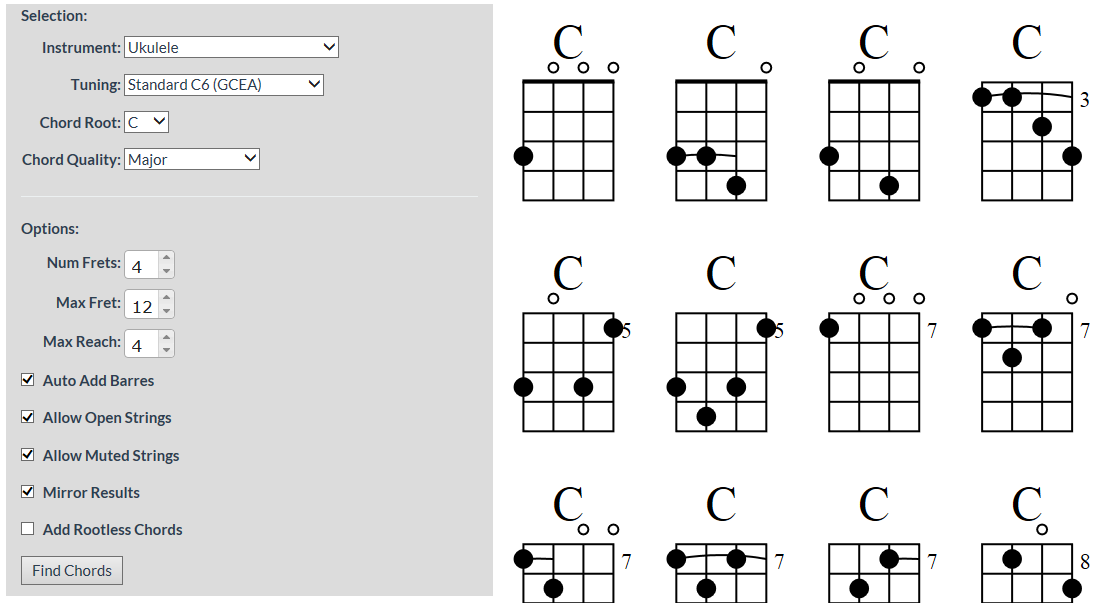 Selection:
Instrument: Ukulele
Tuning: Standard C6 (GCEA)
Chord Root: C
Chord Quality: Major
Options:
Num Frets: 4
Max Fret: 12
Max Reach: 4
Auto Add Barres
Allow Open Strings
Allow Muted Strings
Mirror Results
Add Rootless Chords
Find Chords
C C C C
3
C C C C
5 5 7 7
C C C C
7 7 7 8